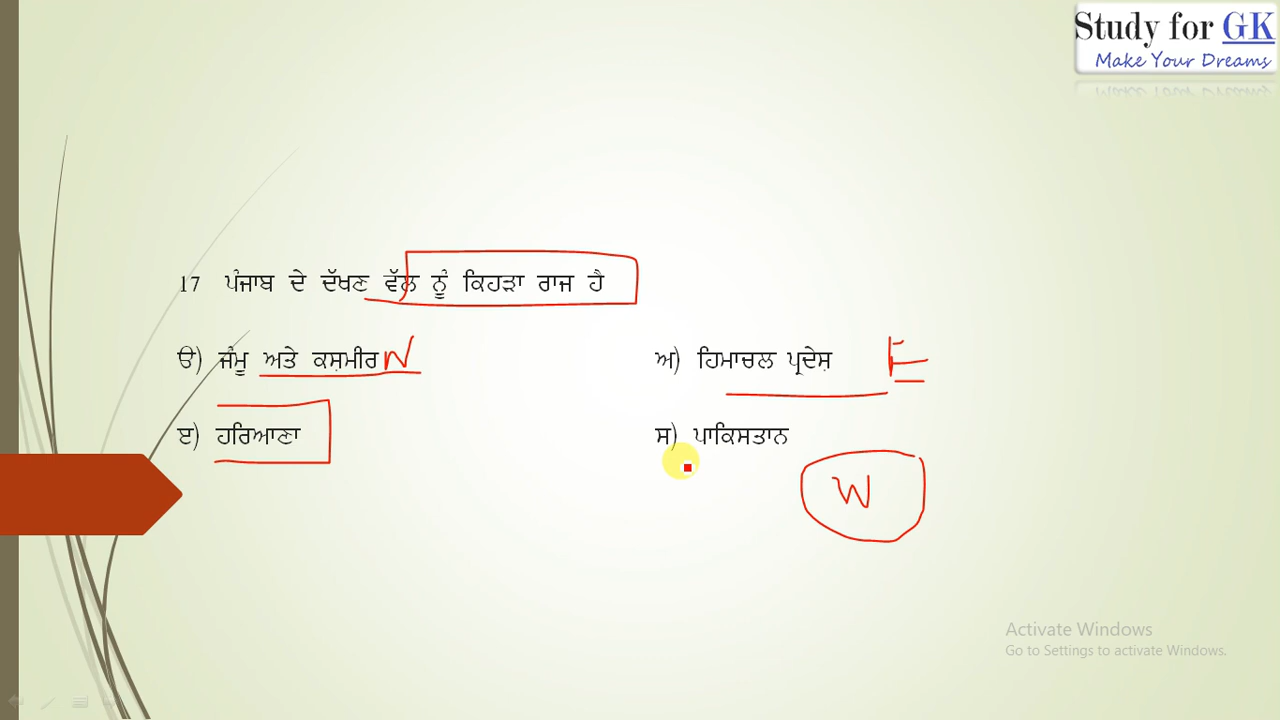 Study for GK
Make Your Dreams
17 ਪੰਜਾਬ ਦੇ ਦੱਖਣ ਵੱਲ ਨੂੰ ਕਿਹੜਾ ਰਾਜ ਹੈ
ੳ) ਜੰਮੂ ਅਤੇ ਕਸ਼ਮੀਰ N
ਅ) ਹਿਮਾਚਲ ਪ੍ਰਦੇਸ਼ E
ੲ) ਹਰਿਆਣਾ
ਸ) ਪਾਕਿਸਤਾਨ
W
Activate Windows
Go to Settings to activate Windows.